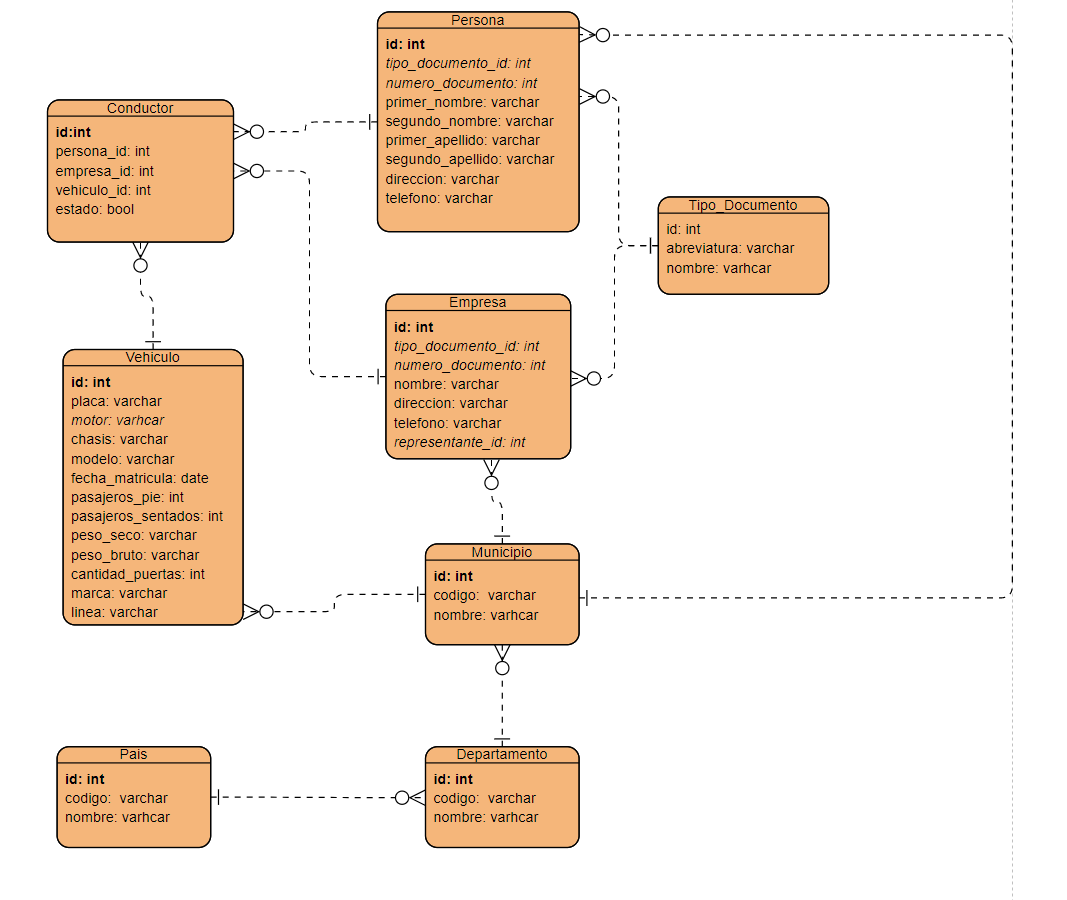 Persona
id: int
tipo_documento_id: int
numero_documento: int
primer_nombre: varchar
segundo_nombre: varchar
primer_apellido: varchar
segundo_apellido: varchar
direccion: varchar
telefono: varchar
Conductor
id:int
persona_id: int
empresa_id: int
vehiculo_id: int
estado: bool
Tipo_Documento
id: int
abreviatura: varchar
nombre: varhcar
Empresa
id: int
tipo_documento_id: int
numero_documento: int
nombre: varchar
direccion: varchar
telefono: varchar
representante_id: int
Vehiculo
id: int
placa: varchar
motor: varhcar
chasis: varchar
modelo: varchar
fecha_matricula: date
pasajeros_pie: int
pasajeros_sentados: int
peso_seco: varchar
peso_bruto: varchar
cantidad_puertas: int
marca: varchar
linea: varchar
Municipio
id: int
codigo: varchar
nombre: varhcar
Pais
id: int
codigo: varchar
nombre: varhcar
Departamento
id: int
codigo: varchar
nombre: varhcar